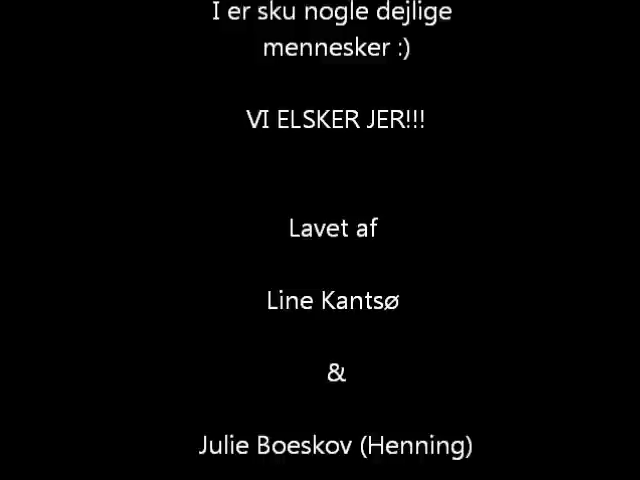 I er sku nogle dejlige
mennesker :)
VI ELSKER JER!!!
Lavet af
Line Kantsø
&
Julie Boeskov (Henning)